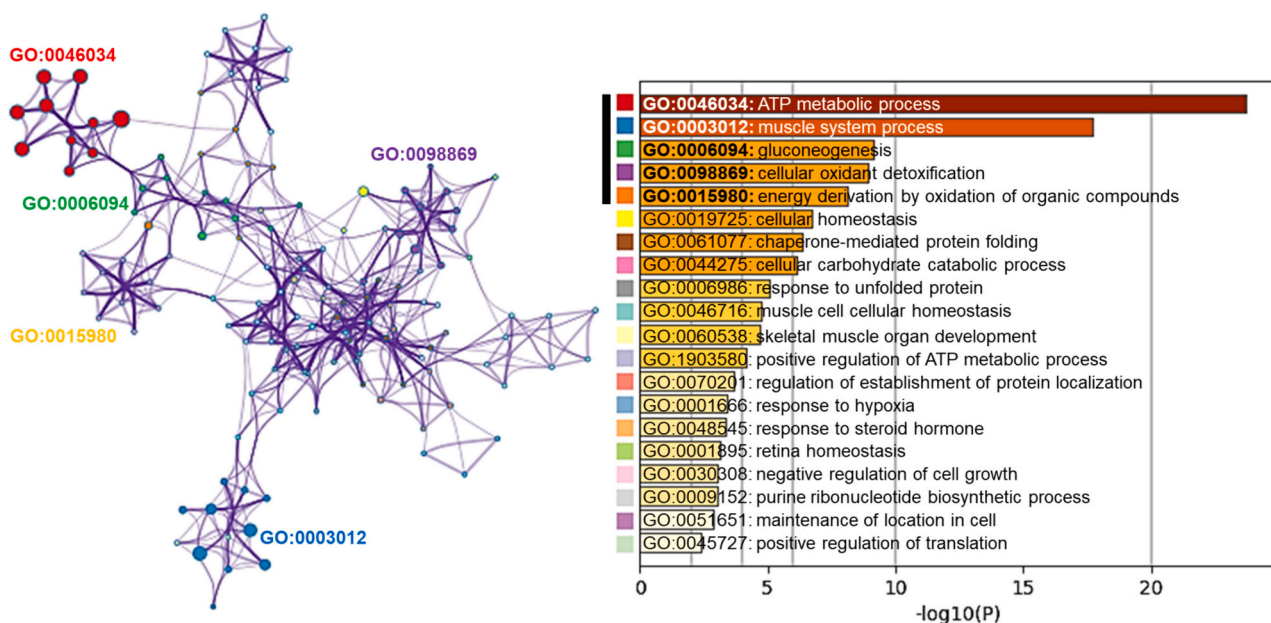 GO:0046034
GO:0098869
GO:0006094
GO:0015980
GO:0003012
GO:0046034: ATP metabolic process
GO:0003012: muscle system process
GO:0006094: gluconeogenesis
GO:0098869: cellular oxidant detoxification
GO:0015980: energy derivation by oxidation of organic compounds
GO:0019725: cellular homeostasis
GO:0061077: chaperone-mediated protein folding
GO:0044275: cellular carbohydrate catabolic process
GO:0006986: response to unfolded protein
GO:0046716: muscle cell cellular homeostasis
GO:0060538: skeletal muscle organ development
GO:1903580: positive regulation of ATP metabolic process
GO:0070201: regulation of establishment of protein localization
GO:0001666: response to hypoxia
GO:0048545: response to steroid hormone
GO:0001895: retina homeostasis
GO:0030308: negative regulation of cell growth
GO:0009152: purine ribonucleotide biosynthetic process
GO:0051651: maintenance of location in cell
GO:0045727: positive regulation of translation
0 5 10 15 20
-log10(P)